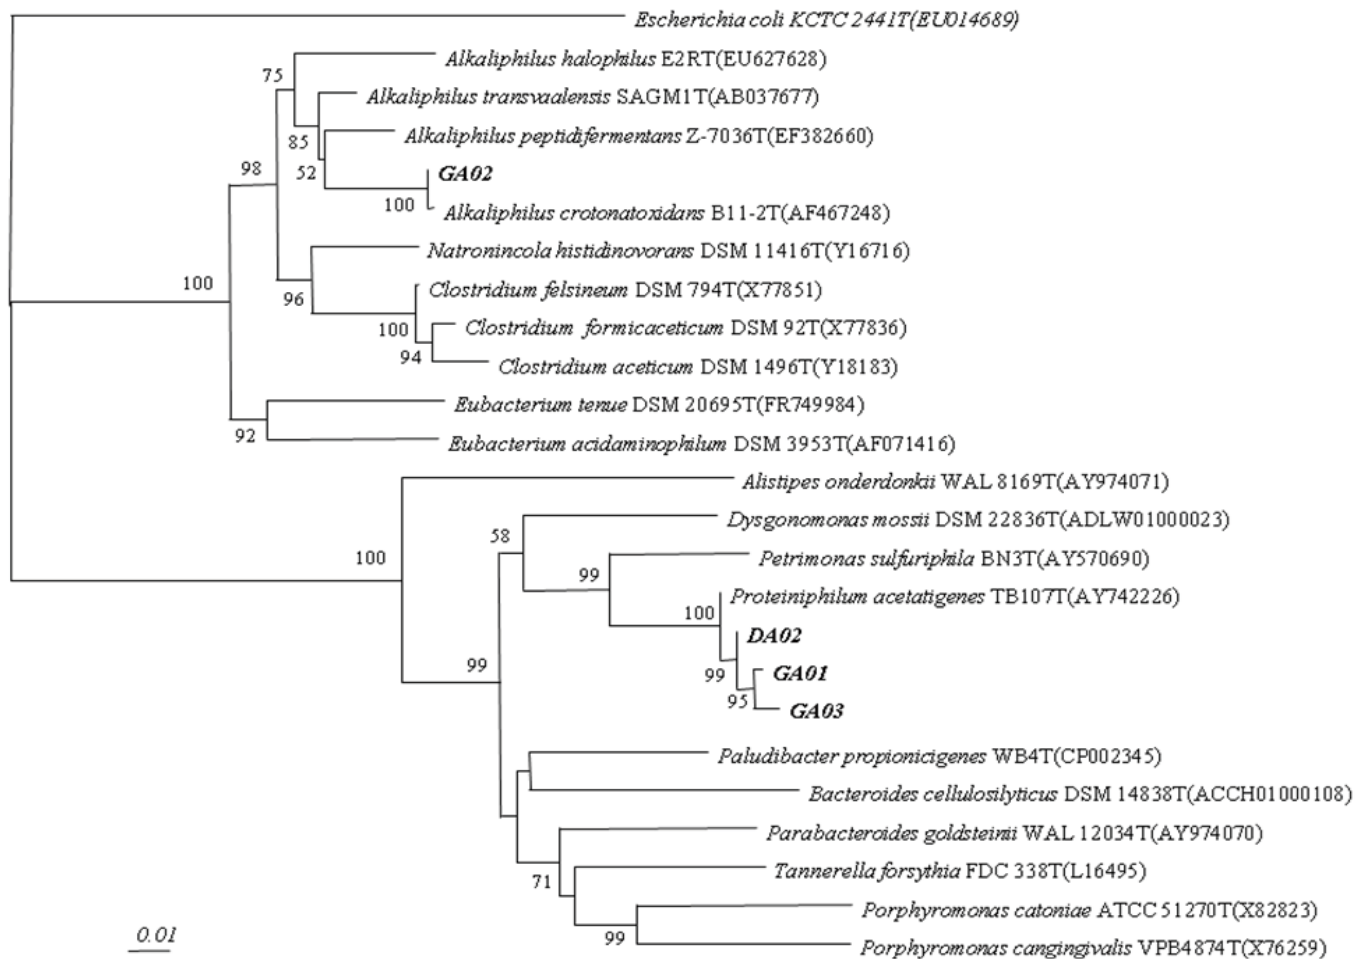 Escherichia coli KCTC 2441T(EU014689)
Alkaliphilus halophilus E2RT(EU627628)
75
Alkaliphilus transvaalensis SAGM1T(AB037677)
Alkaliphilus peptidifermentans Z-7036T(EF382660)
85
98
52
GA02
100
Alkaliphilus crotonatoxidans B11-2T(AF467248)
Natronincola histidinovorans DSM 11416T(Y16716)
100
96
Clostridium felsineum DSM 794T(X77851)
100
Clostridium formicaceticum DSM 92T(X77836)
94
Clostridium aceticum DSM 1496T(Y18183)
Eubacterium tenue DSM 20695T(FR749984)
92
Eubacterium acidaminophilum DSM 3953T(AF071416)
Alistipes onderdonkii WAL 8169T(AY974071)
Dysgonomonas mossii DSM 22836T(ADLW01000023)
58
100
Petrimonas sulfuriphila BN3T(AY570690)
99
Proteiniphilum acetatigenes TB107T(AY742226)
100
DA02
99
99
GA01
95
GA03
Paludibacter propionicigenes WB4T(CP002345)
Bacteroides cellulosilyticus DSM 14838T(ACCH01000108)
Parabacteroides goldsteinii WAL 12034T(AY974070)
Tannerella forsythia FDC 338T(L16495)
71
Porphyromonas catoniae ATCC 51270T(X82823)
99
Porphyromonas cangingivalis VPB4874T(X76259)
0.01